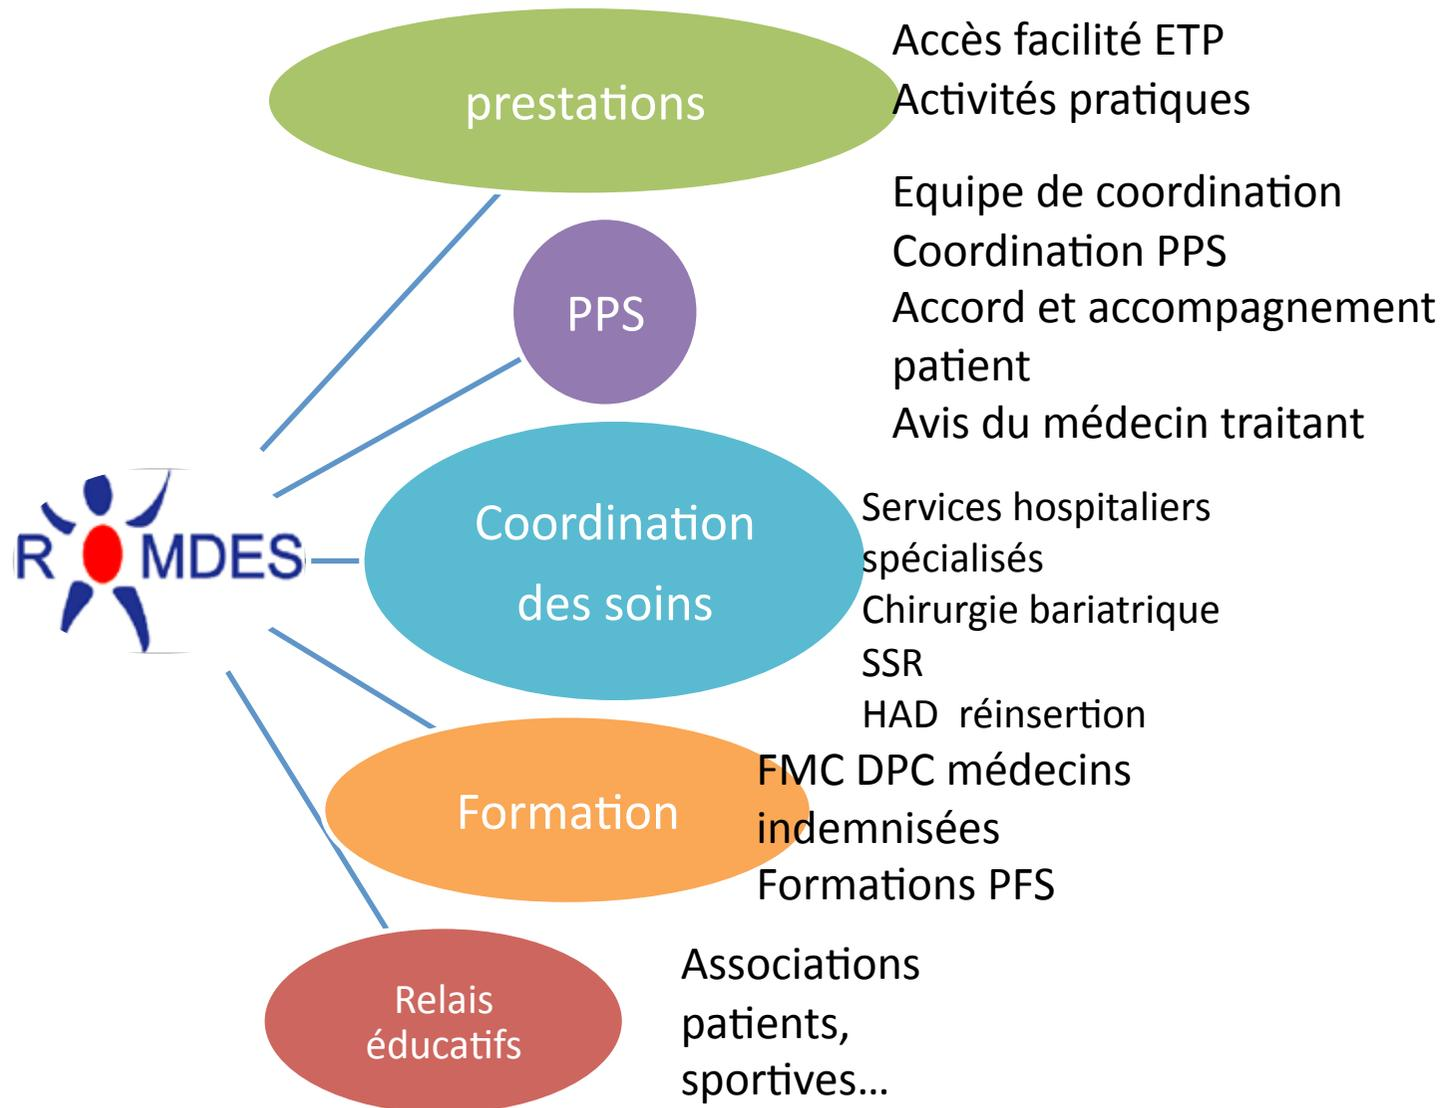 prestations
Accès facilité ETP
Activités pratiques
PPS
Equipe de coordination
Coordination PPS
Accord et accompagnement
patient
Avis du médecin traitant
ROMDES
Coordination
des soins
Services hospitaliers
spécialisés
Chirurgie bariatrique
SSR
HAD  réinsertion
Formation
FMC DPC médecins
indemnisées
Formations PFS
Relais
éducatifs
Associations
patients,
sportives...